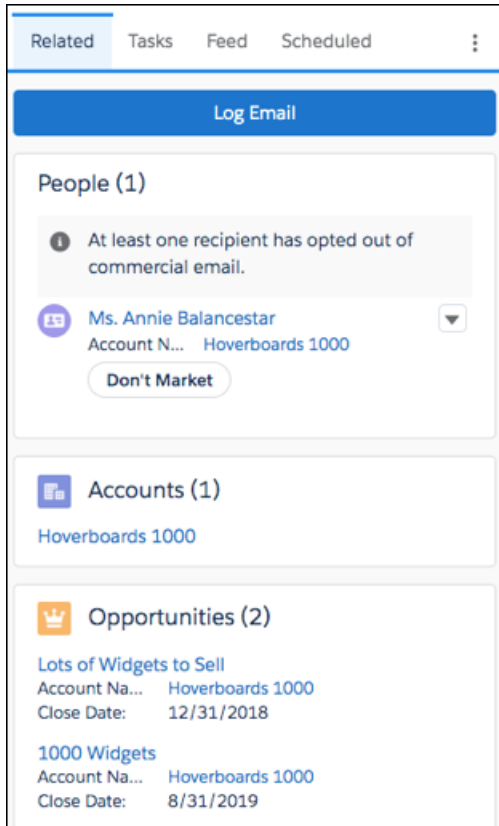 Related Tasks Feed Scheduled
Log Email
People (1)
At least one recipient has opted out of
commercial email.
Ms. Annie Balancestar
Account N... Hoverboards 1000
Don't Market
Accounts (1)
Hoverboards 1000
Opportunities (2)
Lots of Widgets to Sell
Account Na... Hoverboards 1000
Close Date: 12/31/2018
1000 Widgets
Account Na... Hoverboards 1000
Close Date: 8/31/2019